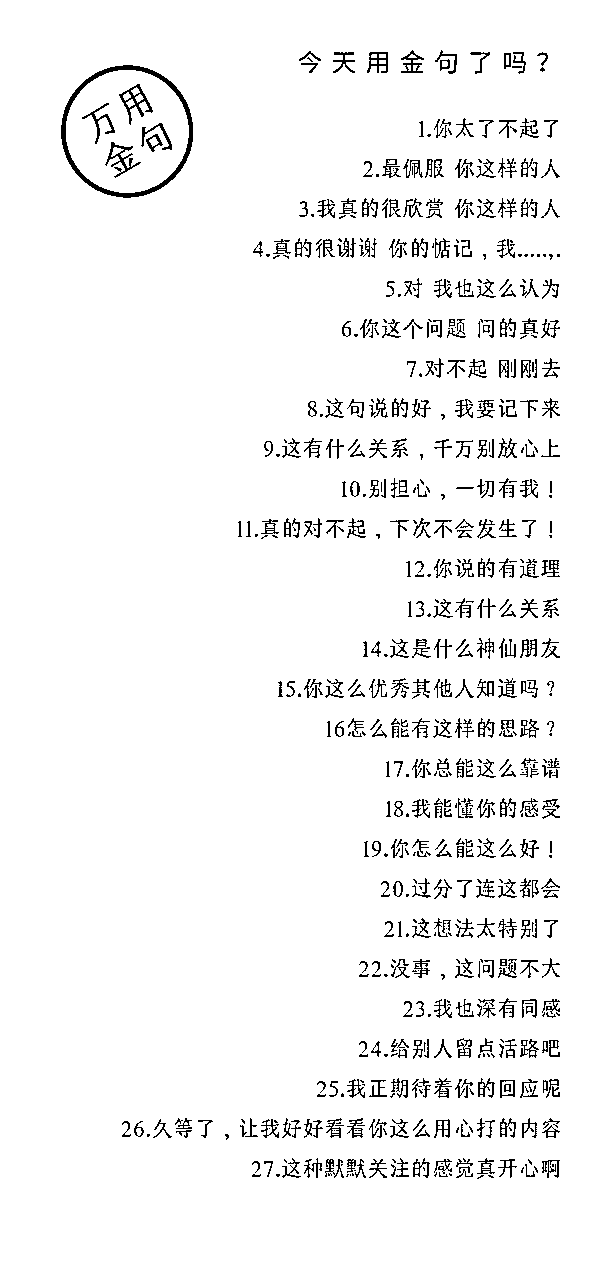 今天用金句了吗？
万用
金句
1.你太了不起了
2.最佩服 你这样的人
3.我真的很欣赏 你这样的人
4.真的很谢谢 你的惦记，我.....,.
5.对 我也这么认为
6.你这个问题 问的真好
7.对不起 刚刚去
8.这句说的好，我要记下来
9.这有什么关系，千万别放心上
10.别担心，一切有我！
11.真的对不起，下次不会发生了！
12.你说的有道理
13.这有什么关系
14.这是什么神仙朋友
15.你这么优秀其他人知道吗？
16怎么能有这样的思路？
17.你总能这么靠谱
18.我能懂你的感受
19.你怎么能这么好！
20.过分了连这都会
21.这想法太特别了
22.没事，这问题不大
23.我也深有同感
24.给别人留点活路吧
25.我正期待着你的回应呢
26.久等了，让我好好看看你这么用心打的内容
27.这种默默关注的感觉真开心啊